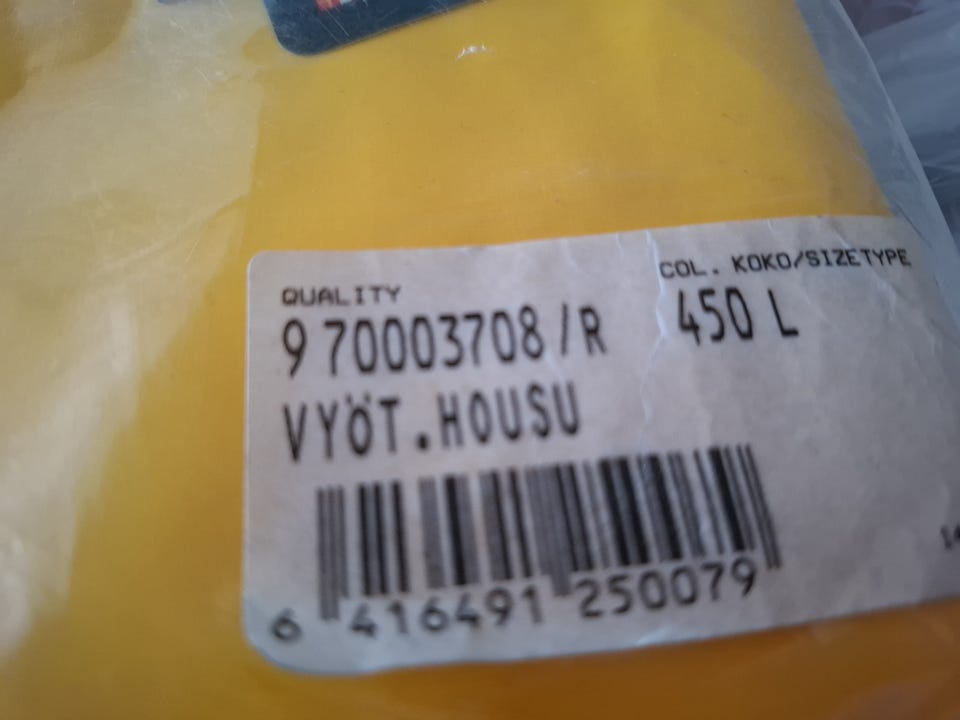 QUALITY COL. KOKO/SIZETYPE
9 70003708/R 450 L
VYÖT.HOUSU
6 416491 250079